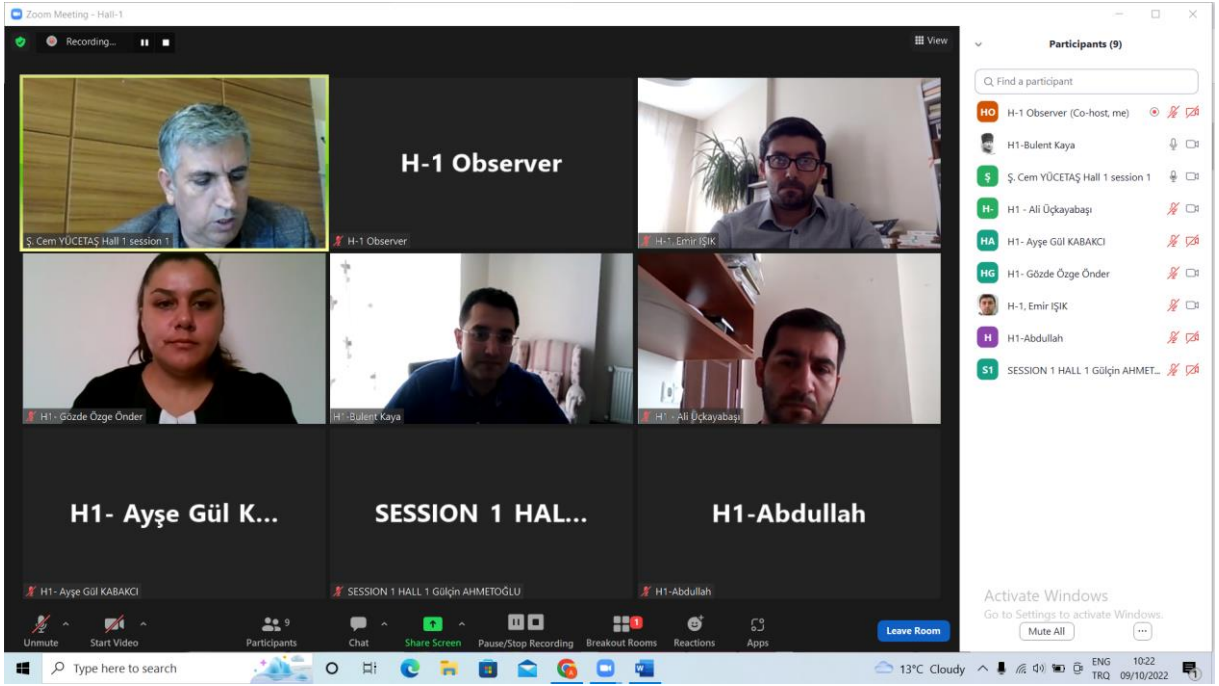 Zoom Meeting - Hall-1
Recording...
View
Participants (9)
Find a participant
HO H-1 Observer (Co-host, me)
H1-Bulent Kaya
Ş Ş. Cem YÜCETAŞ Hall 1 session 1
H- H1 - Ali Üçkayabaşı
HA H1- Ayşe Gül KABAKCI
HG H1- Gözde Özge Önder
H-1, Emir IŞIK
H H1-Abdullah
S1 SESSION 1 HALL 1 Gülçin AHMET...
H-1 Observer
Ş. Cem YÜCETAŞ Hall 1 session 1
H-1 Observer
H-1, Emir IŞIK
H1- Gözde Özge Önder
H1-Bulent Kaya
H1 - Ali Üçkayabaşı
H1- Ayşe Gül K...
SESSION 1 HAL...
H1-Abdullah
H1- Ayşe Gül KABAKCI
SESSION 1 HALL 1 Gülçin AHMETOĞLU
H1-Abdullah
Activate Windows
Go to Settings to activate Windows.
Mute All
...
9
1
Unmute
Start Video
Participants
Chat
Share Screen
Pause/Stop Recording
Breakout Rooms
Reactions
Apps
Leave Room
Type here to search
13°C Cloudy
ENG
TRQ
10:22
09/10/2022
1